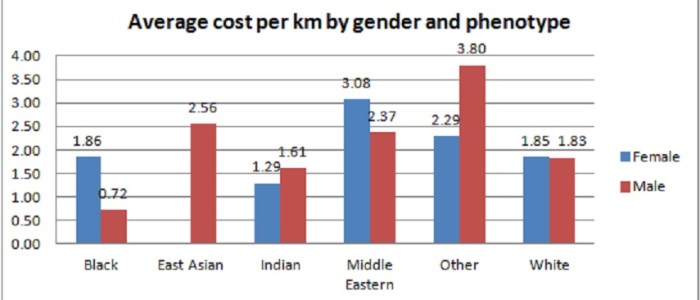 Average cost per km by gender and phenotype
4.00
3.50
3.00
2.50
2.00
1.50
1.00
0.50
0.00
1.86
0.72
2.56
1.29
1.61
3.08
2.37
2.29
3.80
1.85
1.83
Black
East Asian
Indian
Middle
Eastern
Other
White
Female
Male